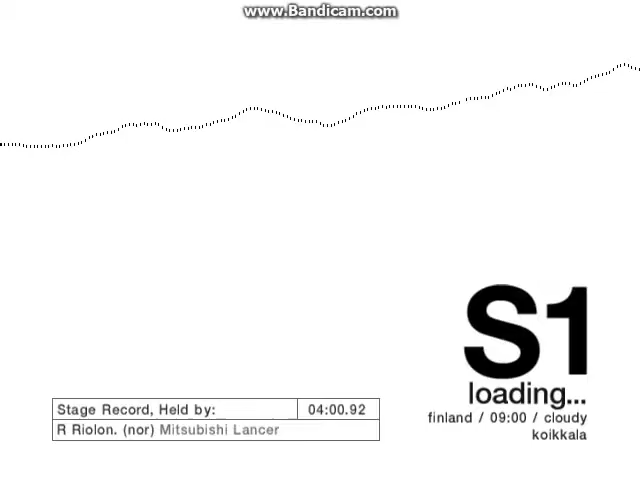 www.Bandicam.com
S1
loading...
finland / 09:00 / cloudy
koikkala
Stage Record, Held by: 04:00.92
R Riolon. (nor) Mitsubishi Lancer